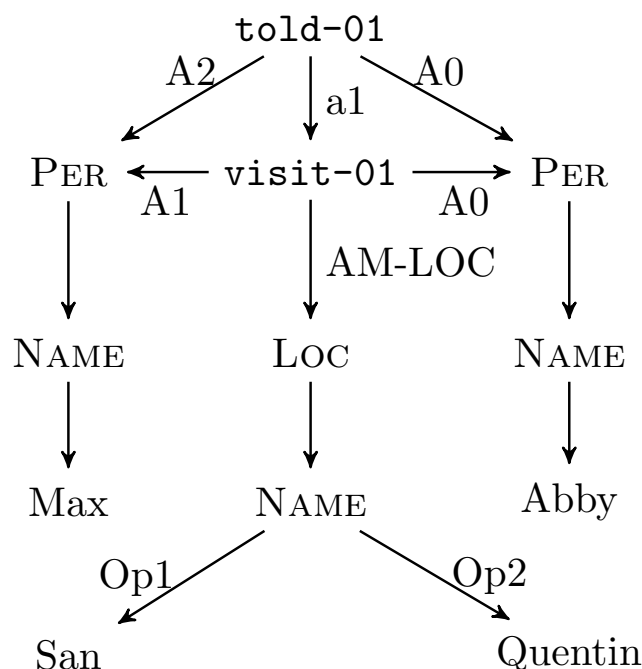 told-01
A2 A0
a1
PER visit-01 PER
A1 A0
AM-LOC
NAME LOC NAME
Max NAME Abby
Op1 Op2
San Quentin